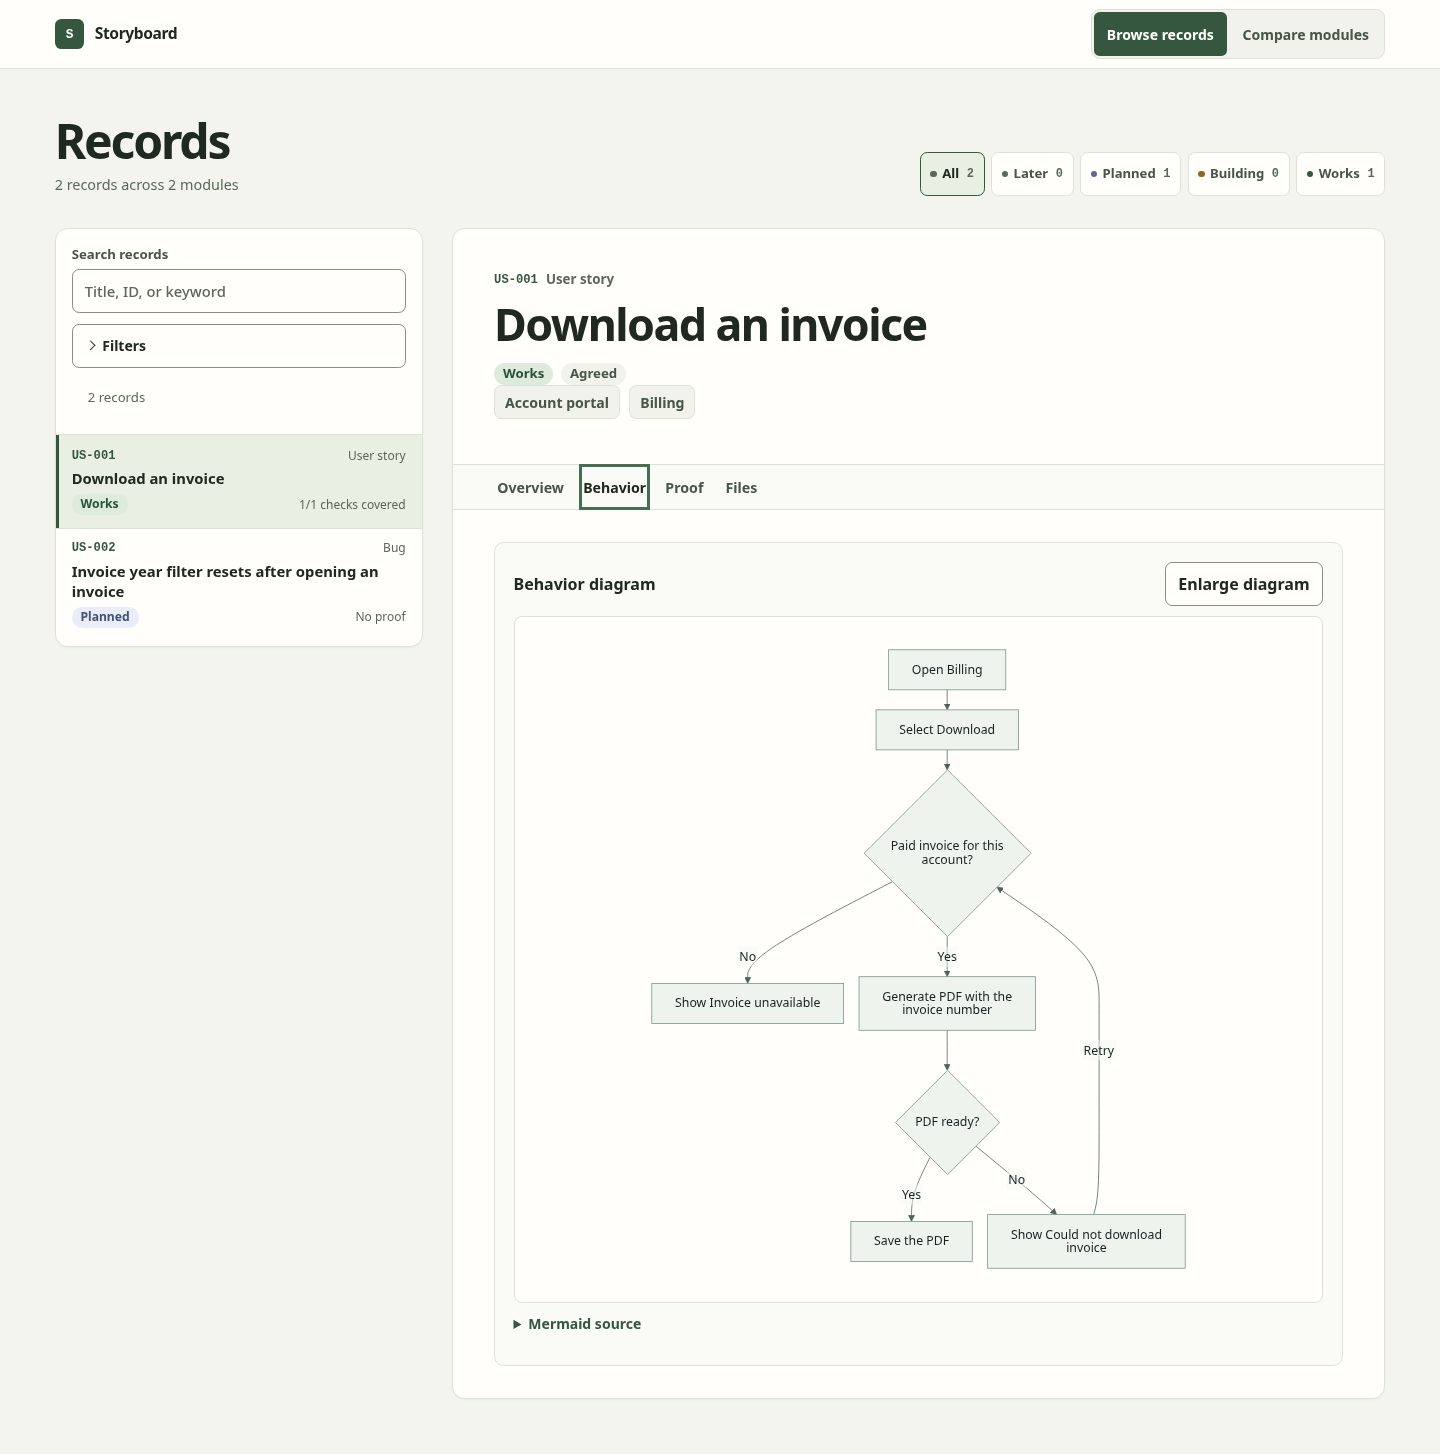 S Storyboard
Browse records Compare modules
Records
2 records across 2 modules
All 2 Later 0 Planned 1 Building 0 Works 1
Search records
Title, ID, or keyword
Filters
2 records
US-001 User story
Download an invoice
Works 1/1 checks covered
US-002 Bug
Invoice year filter resets after opening an
invoice
Planned No proof
US-001 User story
Download an invoice
Works Agreed
Account portal Billing
Overview Behavior Proof Files
Behavior diagram Enlarge diagram
Open Billing
Select Download
Paid invoice for this
account?
No Yes
Show Invoice unavailable
Generate PDF with the
invoice number
Retry
PDF ready?
No
Yes
Save the PDF
Show Could not download
invoice
Mermaid source